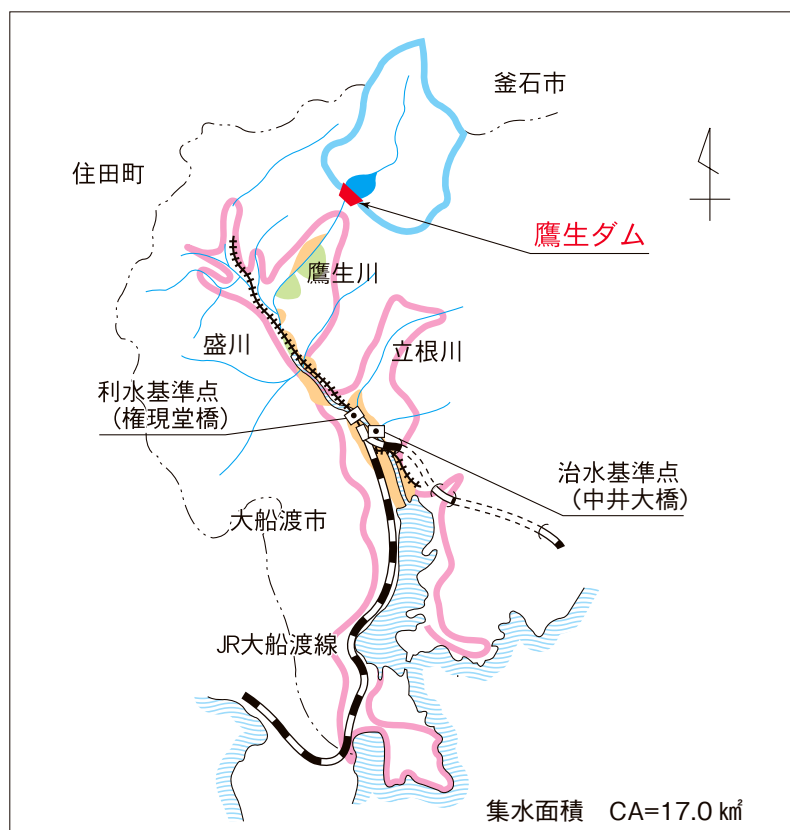 釜石市
住田町
鷹生ダム
鷹生川
盛川
立根川
利水基準点
（権現堂橋）
治水基準点
（中井大橋）
大船渡市
JR大船渡線
集水面積　CA=17.0㎢